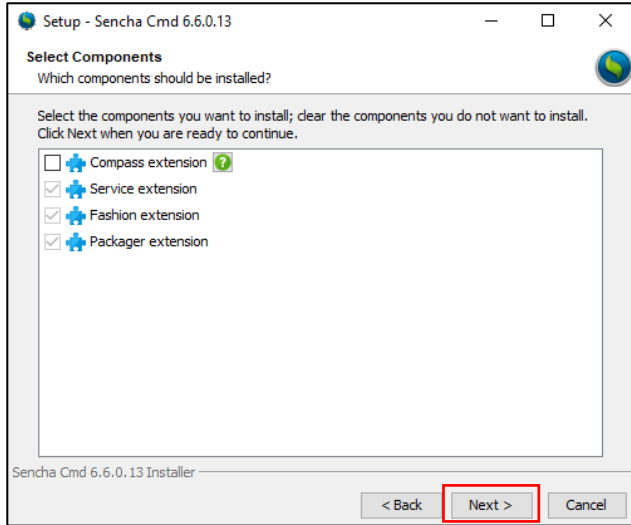 Setup - Sencha Cmd 6.6.0.13
Select Components
Which components should be installed?
Select the components you want to install; clear the components you do not want to install.
Click Next when you are ready to continue.
Compass extension ?
Service extension
Fashion extension
Packager extension
Sencha Cmd 6.6.0.13 Installer
< Back Next > Cancel